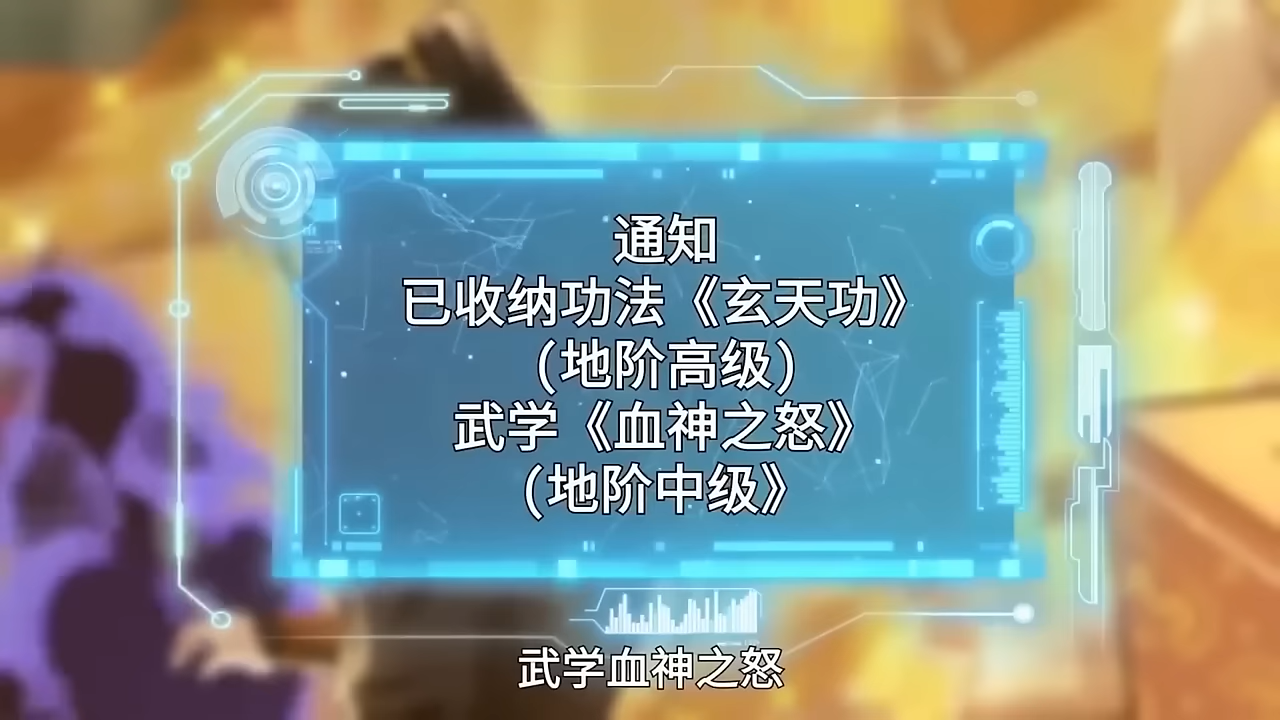 通知
已收纳功法《玄天功》
(地阶高级)
武学《血神之怒》
(地阶中级》
武学血神之怒